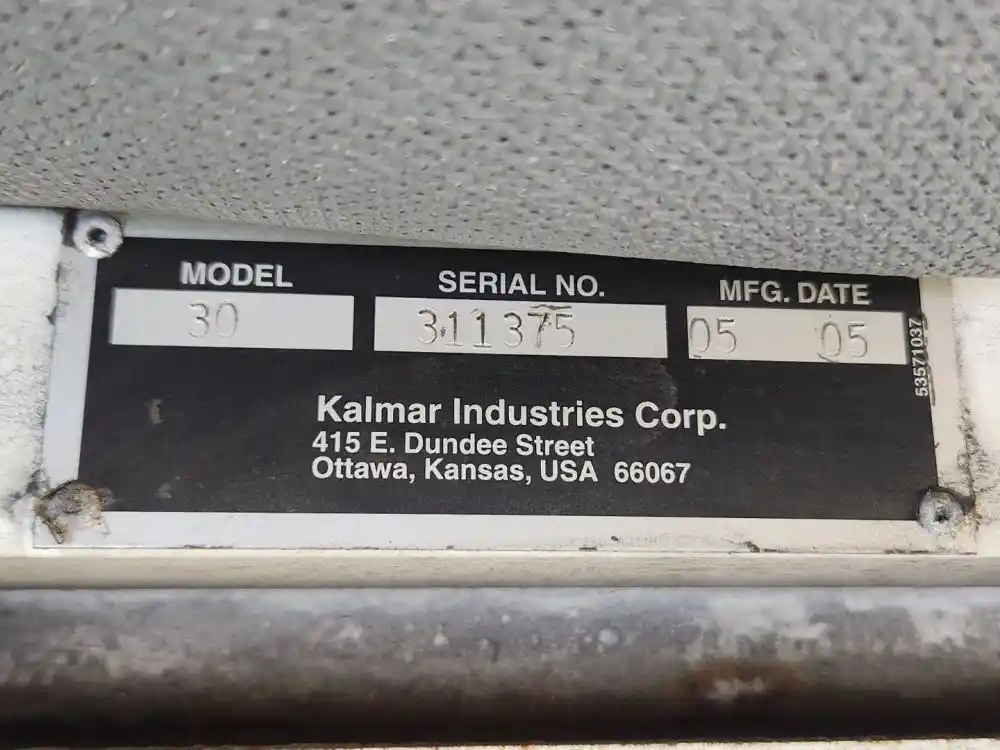 MODEL SERIAL NO. MFG. DATE
30 311375 05 05
53571037
Kalmar Industries Corp.
415 E. Dundee Street
Ottawa, Kansas, USA 66067